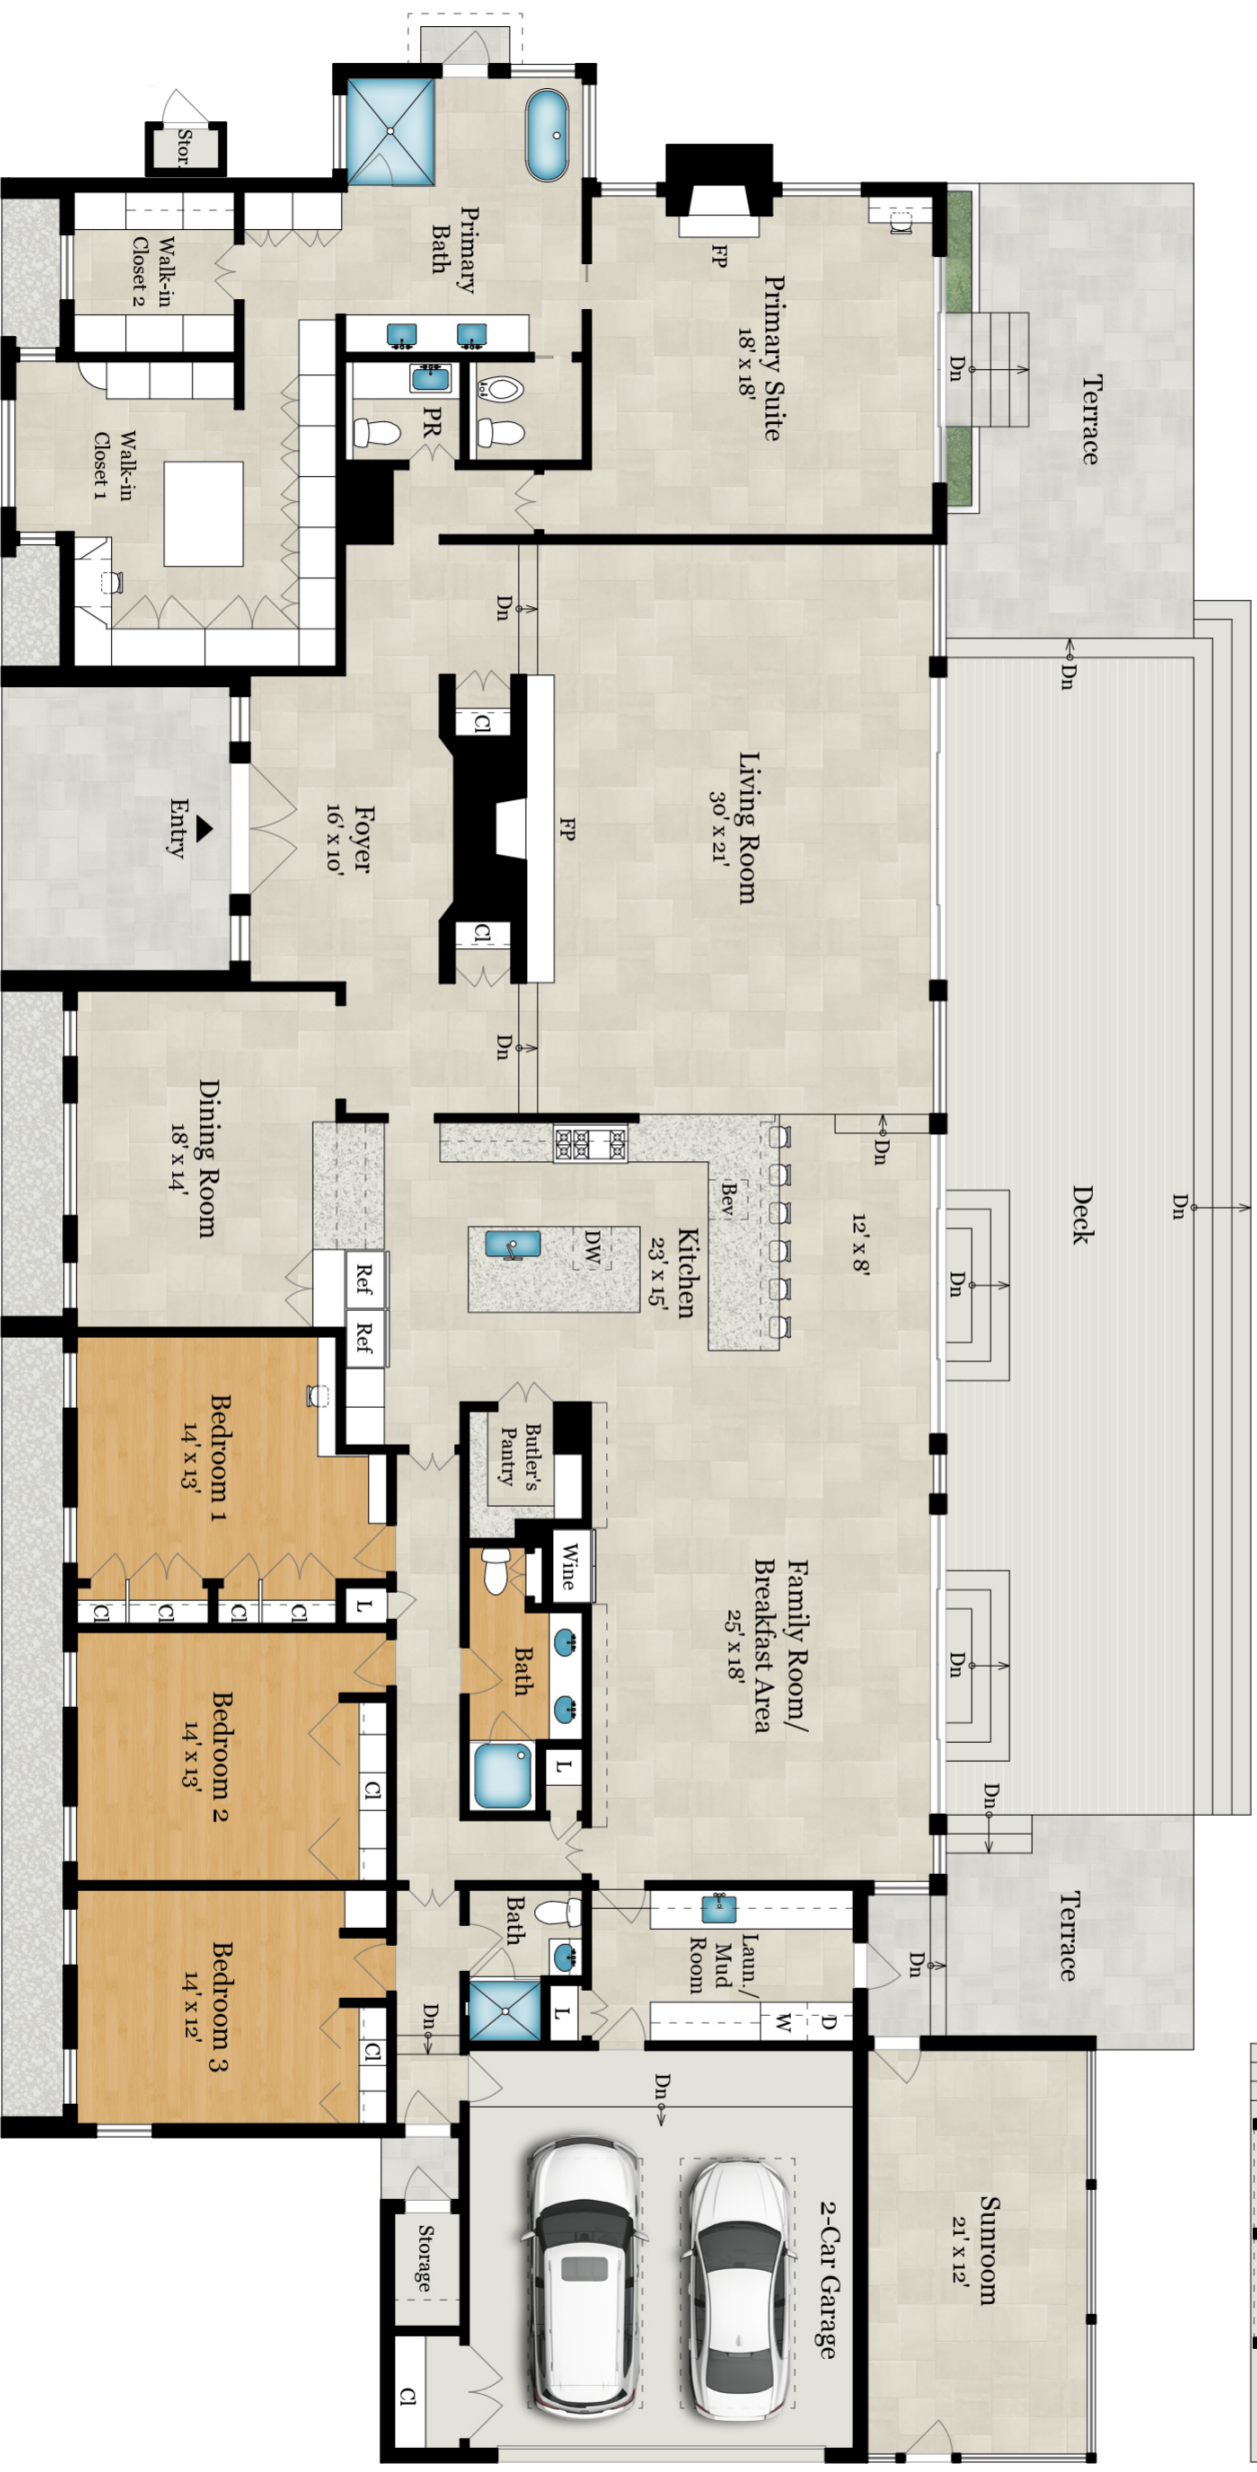 Stor.
Walk-in
Closet 2
Primary
Bath
FP
Primary Suite
18' x 18'
Dn
Terrace
Walk-in
Closet 1
PR
Dn
Cl
Dn
Entry
Foyer
16' x 10'
FP
Living Room
30' x 21'
Cl
Dn
Dining Room
18' x 14'
Ref
Ref
DW
Kitchen
23' x 15'
Bev
Dn
12' x 8'
Dn
Deck
Dn
Bedroom 1
14' x 13'
Butler's
Pantry
Wine
Cl
Cl
Cl
Cl
L
Bath
L
Family Room/
Breakfast Area
25' x 18'
Dn
Dn
Bedroom 2
14' x 13'
Cl
Bath
L
Laun./
Mud
Room
W
D
Dn
Terrace
Bedroom 3
14' x 12'
Cl
Dn
Dn
Storage
Cl
2-Car Garage
Sunroom
21' x 12'